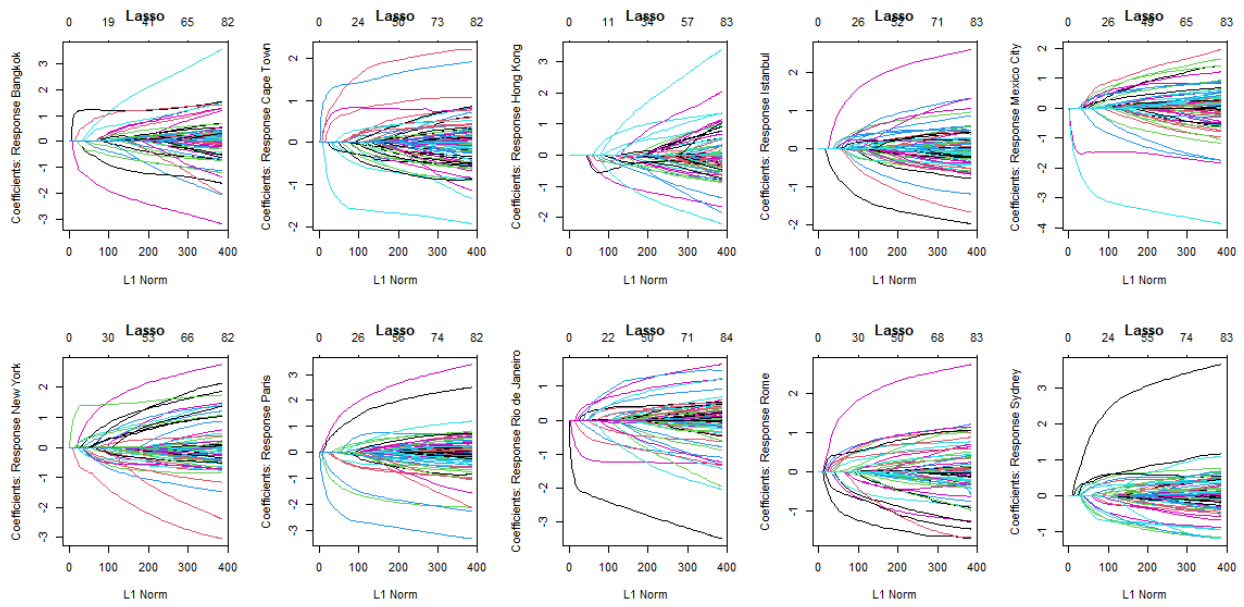 Lasso
0 19 41 65 82
Coefficients: Response Bangkok
3
2
1
0
-1
-2
-3
0 100 200 300 400
L1 Norm
Lasso
0 24 50 73 82
Coefficients: Response Cape Town
2
1
0
-1
-2
0 100 200 300 400
L1 Norm
Lasso
0 11 34 57 83
Coefficients: Response Hong Kong
3
2
1
0
-1
-2
0 100 200 300 400
L1 Norm
Lasso
0 26 52 71 83
Coefficients: Response Istanbul
2
1
0
-1
-2
0 100 200 300 400
L1 Norm
Lasso
0 26 49 65 83
Coefficients: Response Mexico City
2
1
0
-1
-2
-3
-4
0 100 200 300 400
L1 Norm
Lasso
0 30 53 66 82
Coefficients: Response New York
2
1
0
-1
-2
-3
0 100 200 300 400
L1 Norm
Lasso
0 26 56 74 82
Coefficients: Response Paris
3
2
1
0
-1
-2
-3
0 100 200 300 400
L1 Norm
Lasso
0 22 50 71 84
Coefficients: Response Rio de Janeiro
1
0
-1
-2
-3
0 100 200 300 400
L1 Norm
Lasso
0 30 50 68 83
Coefficients: Response Rome
2
1
0
-1
0 100 200 300 400
L1 Norm
Lasso
0 24 55 74 83
Coefficients: Response Sydney
3
2
1
0
-1
0 100 200 300 400
L1 Norm